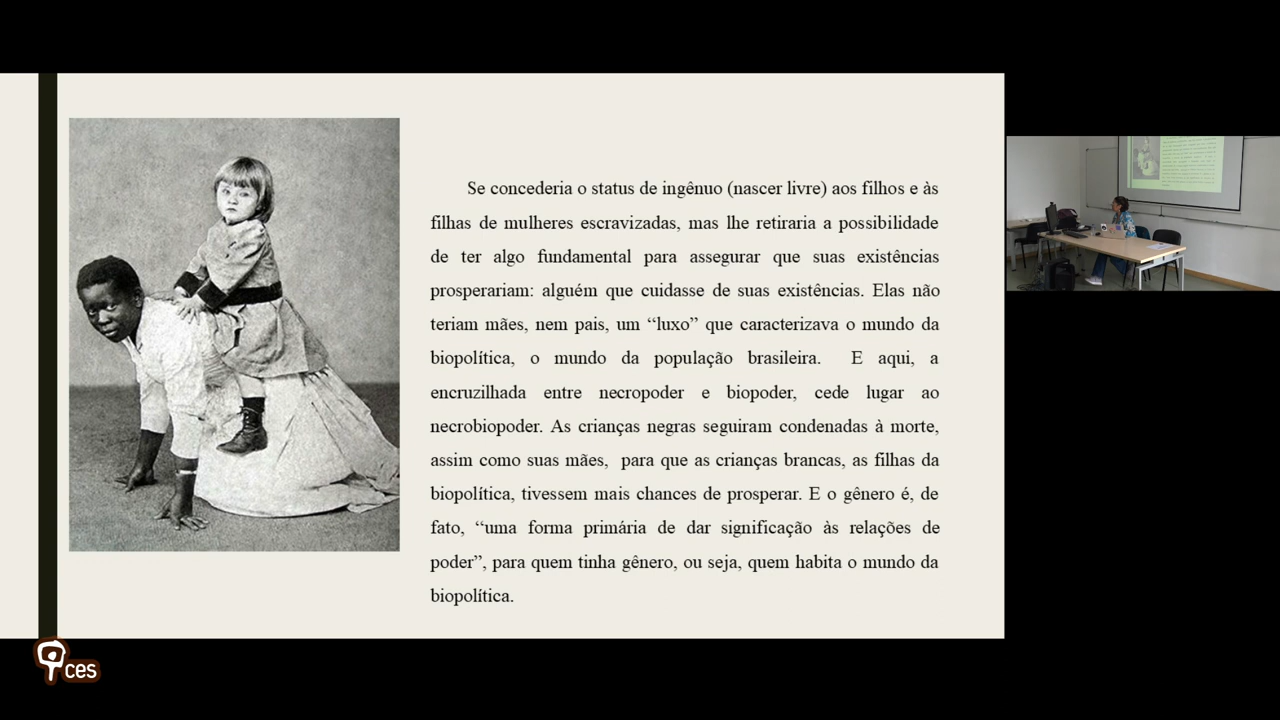 Se concederia o status de ingênuo (nascer livre) aos filhos e às
filhas de mulheres escravizadas, mas lhe retiraria a possibilidade
de ter algo fundamental para assegurar que suas existências
prosperariam: alguém que cuidasse de suas existências. Elas não
teriam mães, nem pais, um “luxo” que caracterizava o mundo da
biopolítica, o mundo da população brasileira. E aqui, a
encruzilhada entre necropoder e biopoder, cede lugar ao
necrobiopoder. As crianças negras seguiram condenadas à morte,
assim como suas mães, para que as crianças brancas, as filhas da
biopolítica, tivessem mais chances de prosperar. E o gênero é, de
fato, “uma forma primária de dar significação às relações de
poder”, para quem tinha gênero, ou seja, quem habita o mundo da
biopolítica.
ces